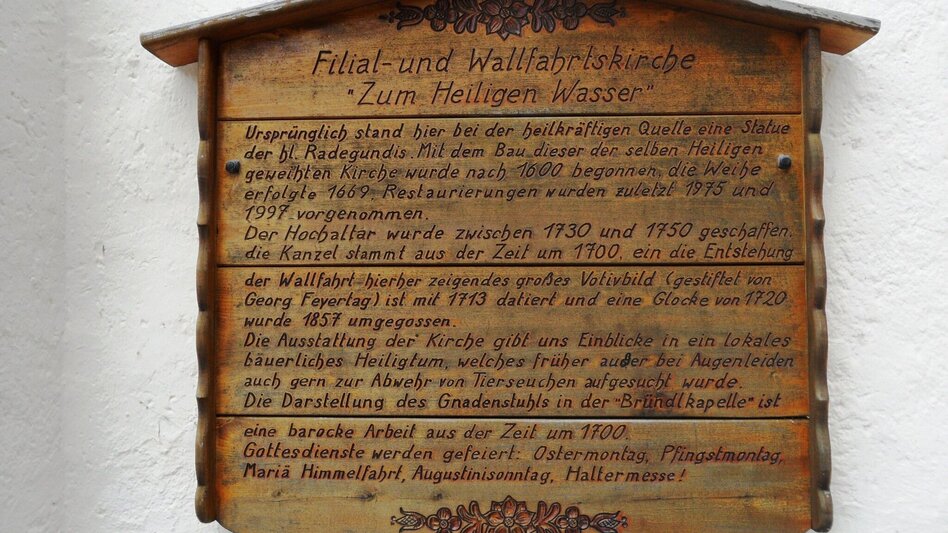 Filial- und Wallfahrtskirche
"Zum Heiligen Wasser"
Ursprünglich stand hier bei der heilkräftigen Quelle eine Statue
der hl. Radegundis. Mit dem Bau dieser der selben Heiligen
geweihten Kirche wurde nach 1600 begonnen, die Weihe
erfolgte 1669. Restaurierungen wurden zuletzt 1975 und
1997 vorgenommen.
Der Hochaltar wurde zwischen 1730 und 1750 geschaffen,
die Kanzel stammt aus der Zeit um 1700, ein die Entstehung
der Wallfahrt hierher zeigendes großes Votivbild (gestiftet von
Georg Feyertag) ist mit 1713 datiert und eine Glocke von 1720
wurde 1857 umgegossen.
Die Ausstattung der Kirche gibt uns Einblicke in ein lokales
bäuerliches Heiligtum, welches früher außer bei Augenleiden
auch gern zur Abwehr von Tierseuchen aufgesucht wurde.
Die Darstellung des Gnadenstuhls in der "Bründlkapelle" ist
eine barocke Arbeit aus der Zeit um 1700.
Gottesdienste werden gefeiert: Ostermontag, Pfingstmontag,
Mariä Himmelfahrt, Augustinisonntag, Haltermesse!